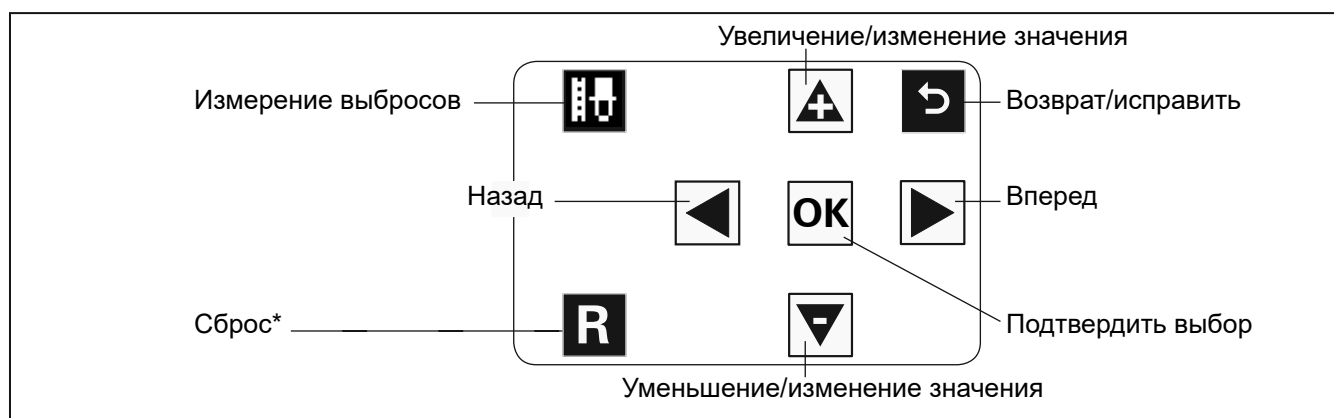 Увеличение/изменение значения
Измерение выбросов
Возврат/исправить
Назад
OK
Вперед
Сброс*
R
Подтвердить выбор
Уменьшение/изменение значения